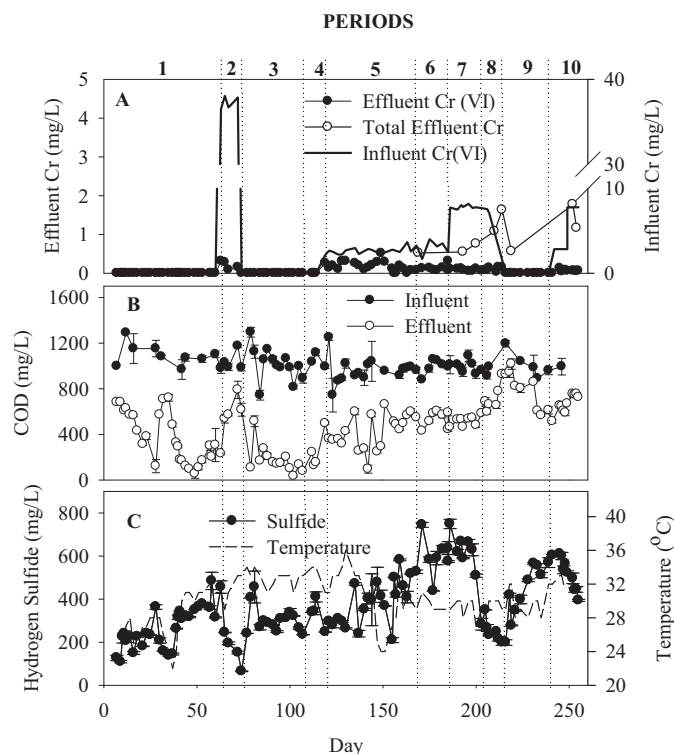 PERIODS
1 2 3 4 5 6 7 8 9 10
A
Effluent Cr (VI)
Total Effluent Cr
Influent Cr(VI)
Effluent Cr (mg/L)
5
4
3
2
1
0
Influent Cr (mg/L)
40
30
10
0
B
Influent
Effluent
COD (mg/L)
1600
1200
800
400
0
C
Sulfide
Temperature
Hydrogen Sulfide (mg/L)
800
600
400
200
0
Temperature (°C)
40
36
32
28
24
20
0 50 100 150 200 250
Day